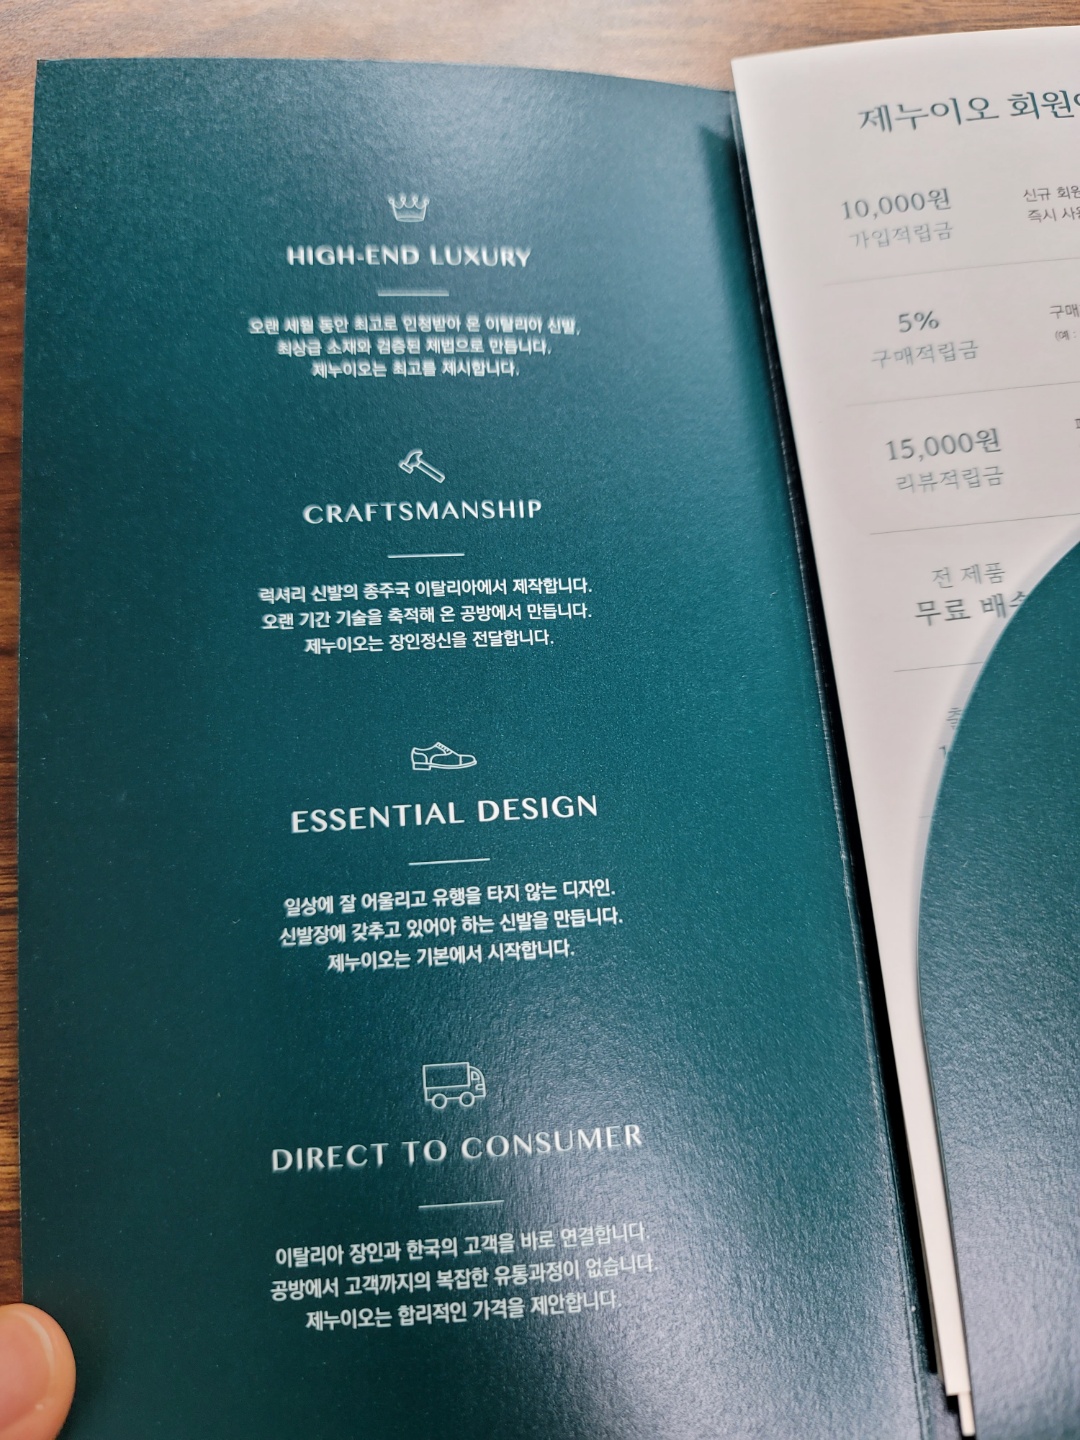 HIGH-END LUXURY
오랜 세월 동안 최고로 인정받아 온 이탈리아 신발,
최상급 소재와 검증된 제법으로 만듭니다.
제누이오는 최고를 제시합니다.
CRAFTSMANSHIP
럭셔리 신발의 종주국 이탈리아에서 제작합니다.
오랜 기간 기술을 축적해 온 공방에서 만듭니다.
제누이오는 장인정신을 전달합니다.
ESSENTIAL DESIGN
일상에 잘 어울리고 유행을 타지 않는 디자인.
신발장에 갖추고 있어야 하는 신발을 만듭니다.
제누이오는 기본에서 시작합니다.
DIRECT TO CONSUMER
이탈리아 장인과 한국의 고객을 바로 연결합니다.
공방에서 고객까지의 복잡한 유통과정이 없습니다.
제누이오는 합리적인 가격을 제안합니다.
제누이오 회원
10,000원
가입적립금
신규 회원
즉시
5%
구매적립금
구매
(예 :
15,000원
리뷰적립금
전 제품
무료